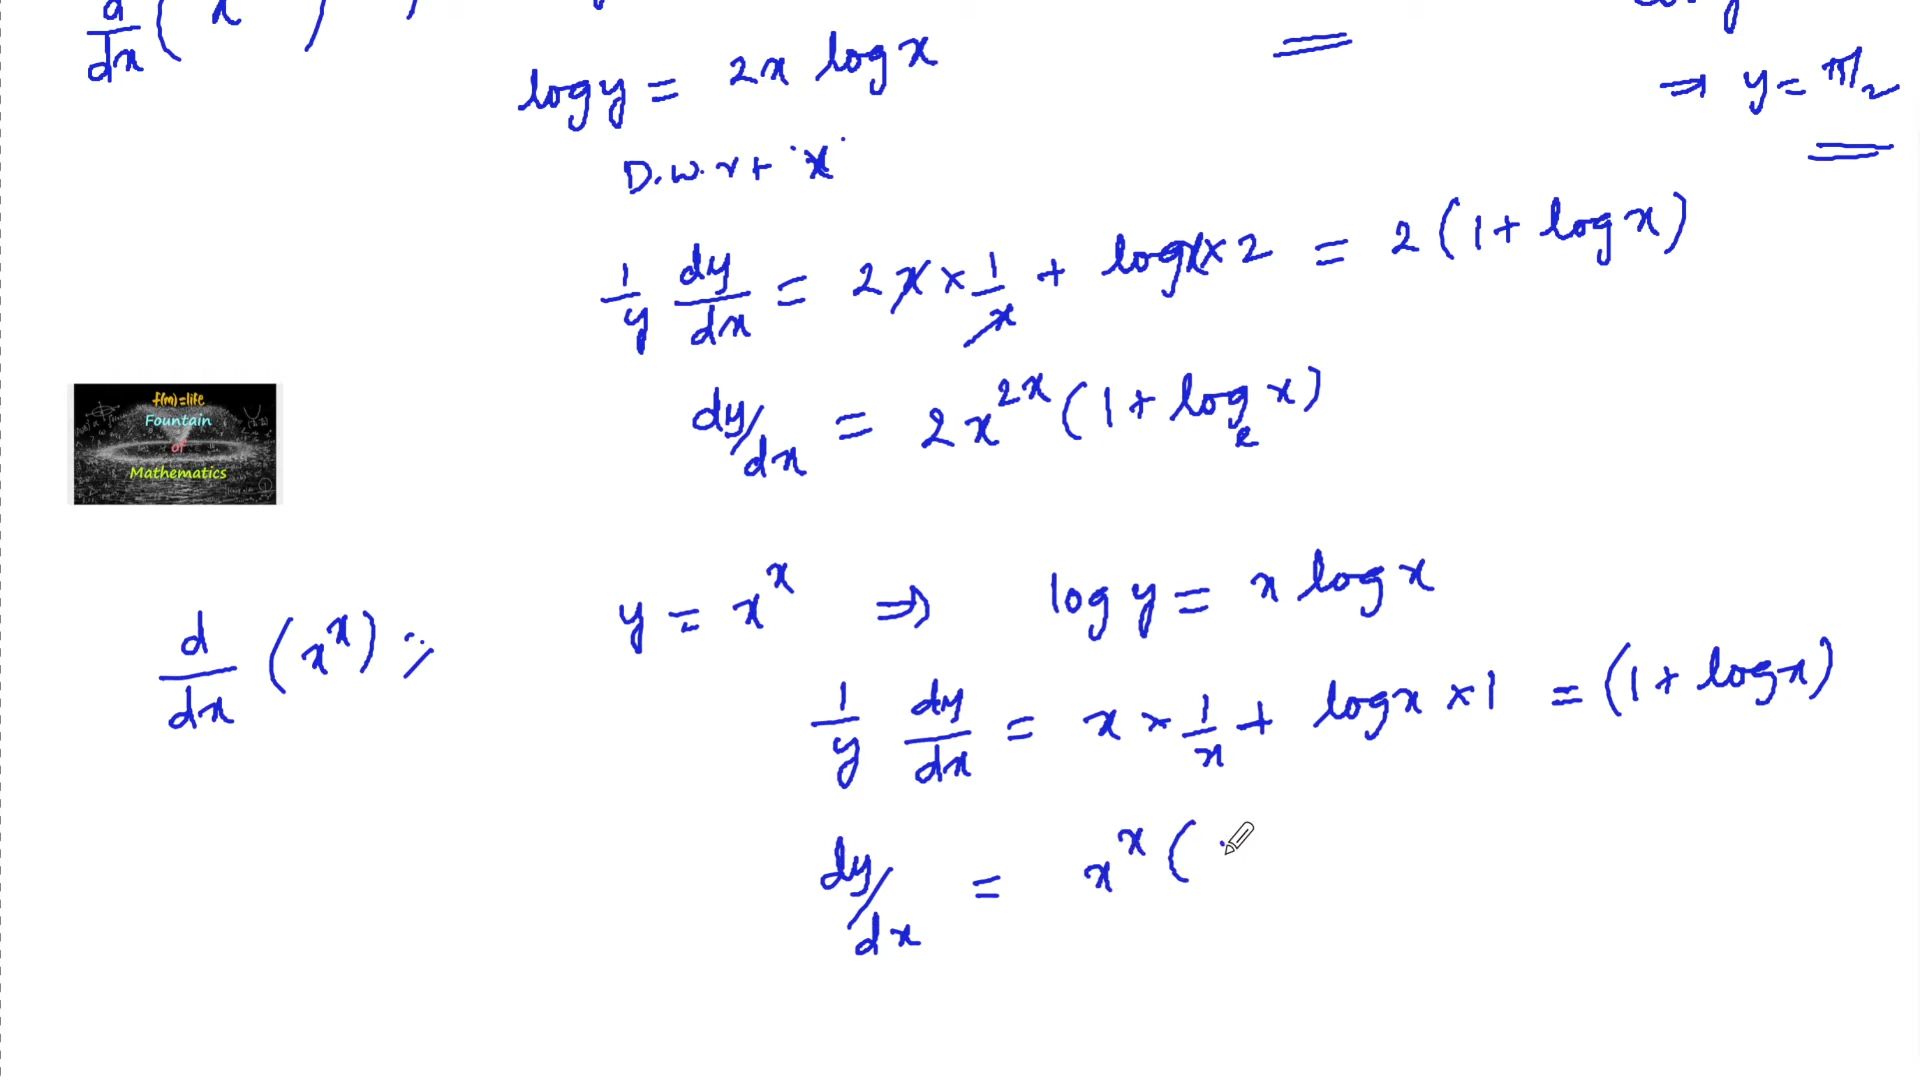 d/dx ( x )
log y = 2x log x
⇒ y = π/2
D.w.r+ 'x'
1/y dy/dx = 2x × 1/x + logx × 2 = 2(1 + log x)
dy/dx = 2x^2x (1 + log_e x)
f(m)=life
Fountain
of
Mathematics
d/dx (x^x) :
y = x^x ⇒ log y = x log x
1/y dy/dx = x × 1/x + log x × 1 = (1 + log x)
dy/dx = x^x (